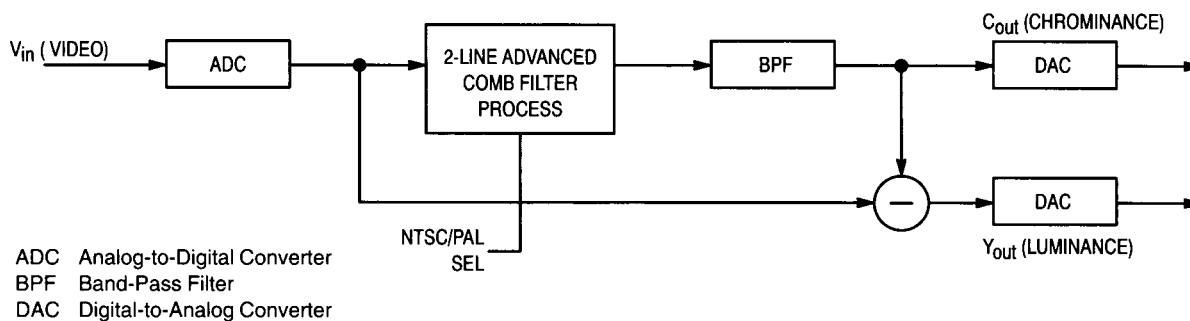 V_in ( VIDEO)
ADC
2-LINE ADVANCED
COMB FILTER
PROCESS
BPF
C_out (CHROMINANCE)
DAC
NTSC/PAL
SEL
−
DAC
Y_out (LUMINANCE)
ADC Analog-to-Digital Converter
BPF Band-Pass Filter
DAC Digital-to-Analog Converter